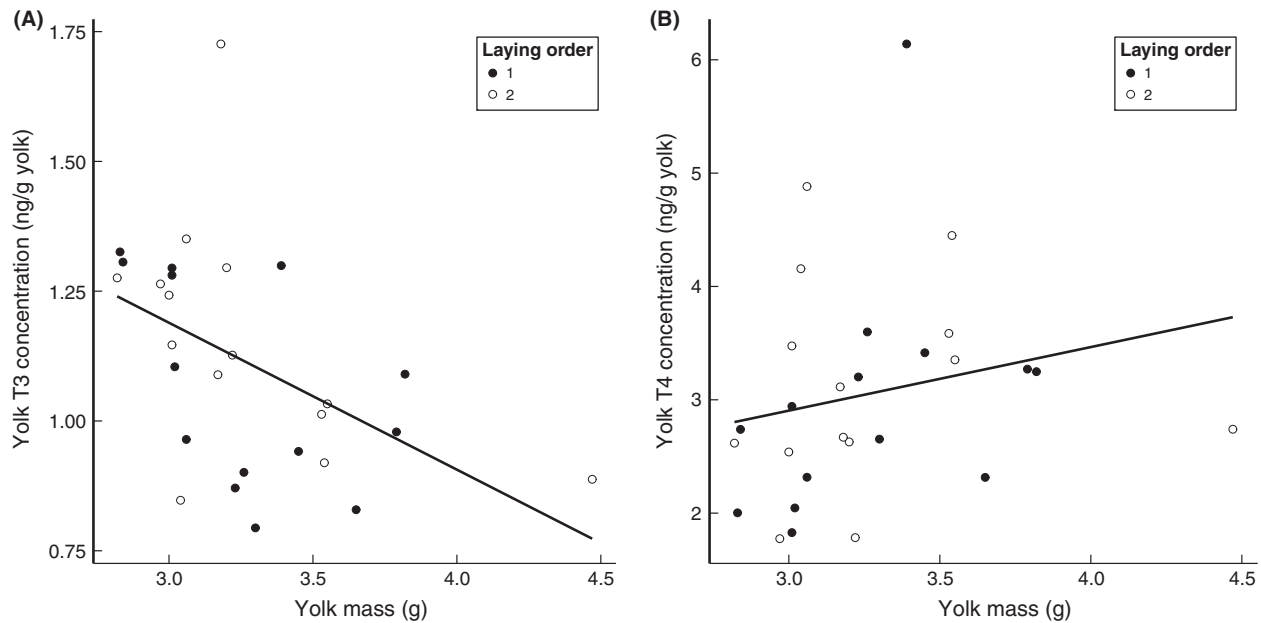 (A)
Yolk T3 concentration (ng/g yolk)
1.75
1.50
1.25
1.00
0.75
3.0 3.5 4.0 4.5
Yolk mass (g)
Laying order
1
2
(B)
Yolk T4 concentration (ng/g yolk)
6
5
4
3
2
3.0 3.5 4.0 4.5
Yolk mass (g)
Laying order
1
2